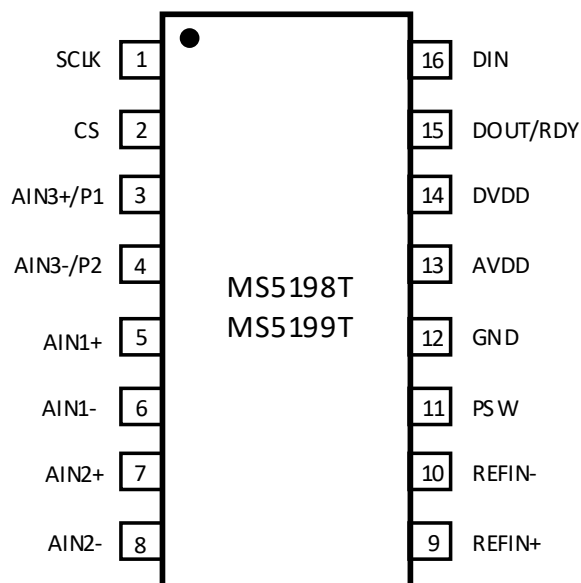 SCLK 1 16 DIN
CS 2 15 DOUT/RDY
AIN3+/P1 3 14 DVDD
AIN3-/P2 4 13 AVDD
MS5198T
MS5199T
AIN1+ 5 12 GND
AIN1- 6 11 PSW
AIN2+ 7 10 REFIN-
AIN2- 8 9 REFIN+